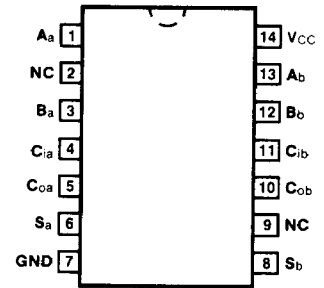 Aa 1 14 VCC
NC 2 13 Ab
Ba 3 12 Bb
Cia 4 11 Cib
Coa 5 10 Cob
Sa 6 9 NC
GND 7 8 Sb